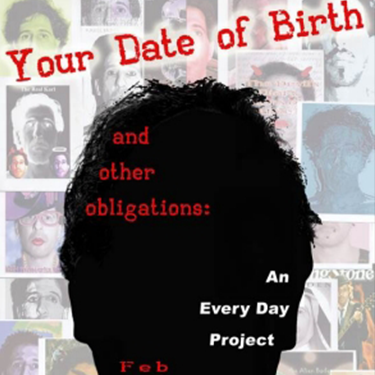 Your Date of Birth
and
other
obligations:
An
Every Day
Project
Feb